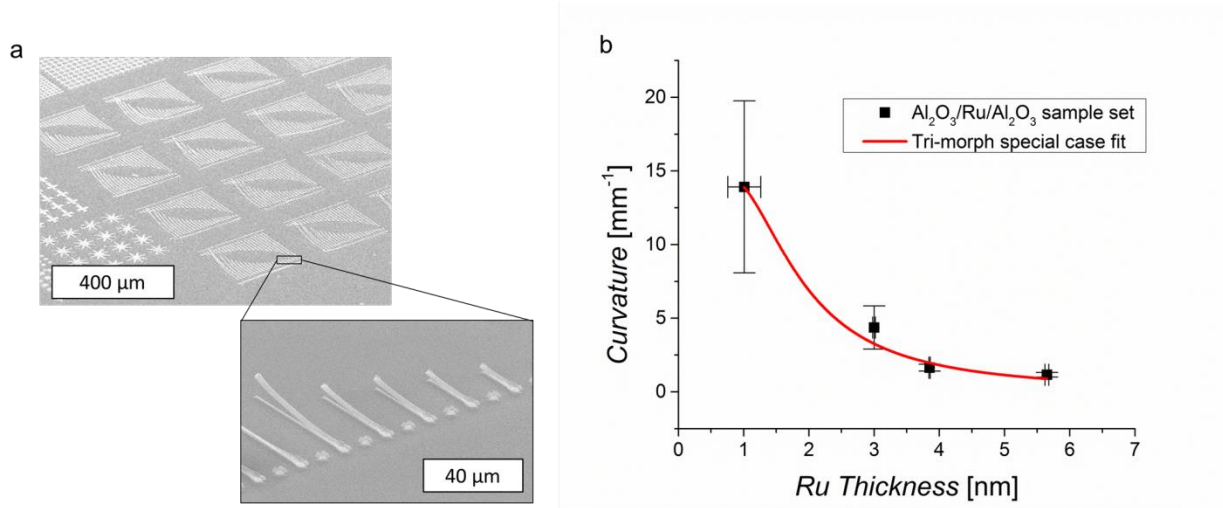 a
400 μm
40 μm
b
Al₂O₃/Ru/Al₂O₃ sample set
Tri-morph special case fit
Curvature [mm⁻¹]
20
15
10
5
0
0 1 2 3 4 5 6 7
Ru Thickness [nm]